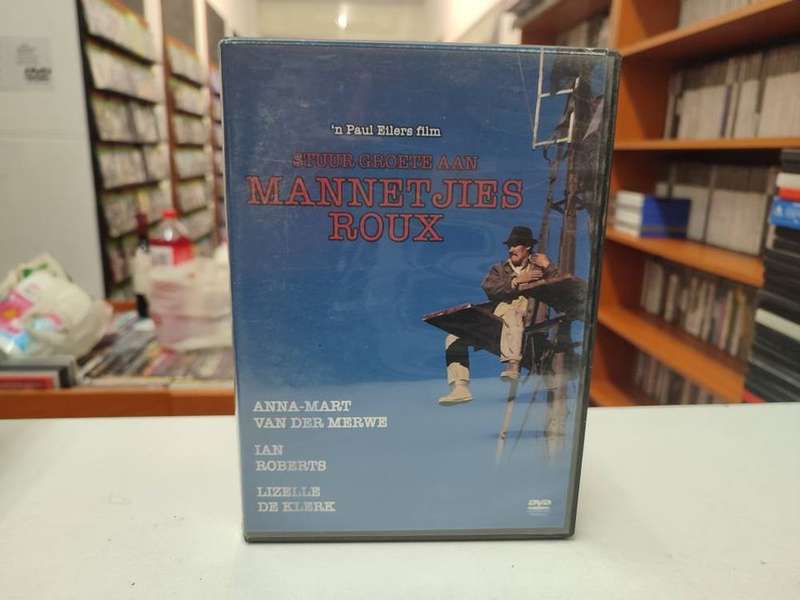 'n Paul Eilers film
STUUR GROETE AAN
MANNETJIES
ROUX
ANNA-MART
VAN DER MERWE
IAN
ROBERTS
LIZELLE
DE KLERK
DVD